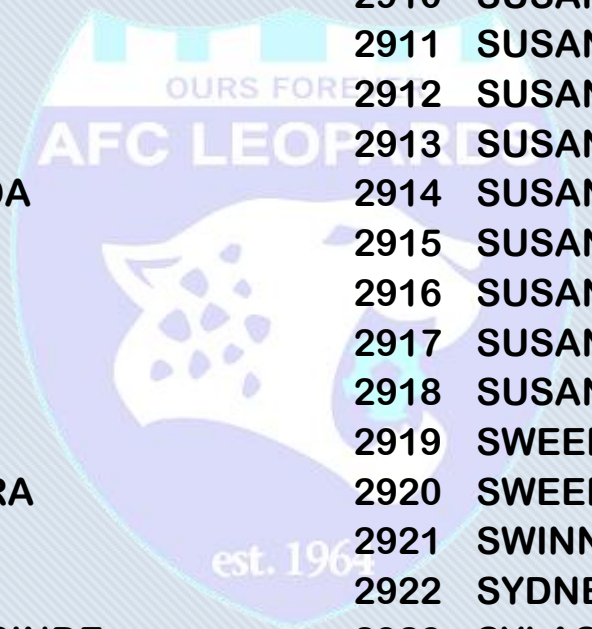 2911 SUSAN
OURS FOREVER
2912 SUSAN
AFC LEOPARDS
2913 SUSAN
DA
2914 SUSAN
2915 SUSAN
2916 SUSAN
2917 SUSAN
2918 SUSAN
2919 SWEE
RA
2920 SWEE
2921 SWINN
est. 1964
2922 SYDNE